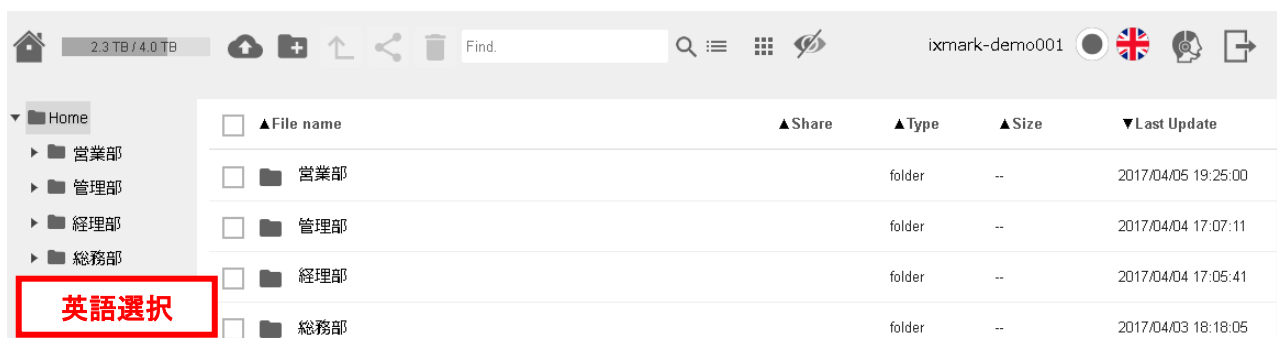 2.3 TB / 4.0 TB Find. ixmark-demo001
Home
営業部
管理部
経理部
総務部
英語選択
▲File name ▲Share ▲Type ▲Size ▼Last Update
営業部 folder -- 2017/04/05 19:25:00
管理部 folder -- 2017/04/04 17:07:11
経理部 folder -- 2017/04/04 17:05:41
総務部 folder -- 2017/04/03 18:18:05